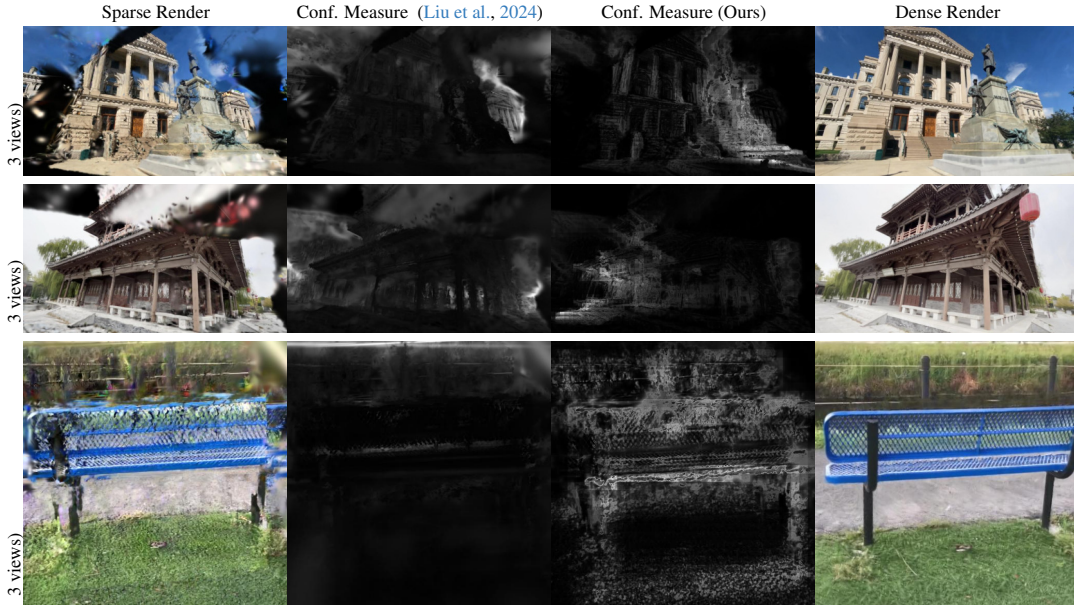 Sparse Render
Conf. Measure (Liu et al., 2024)
Conf. Measure (Ours)
Dense Render
3 views)
3 views)
3 views)